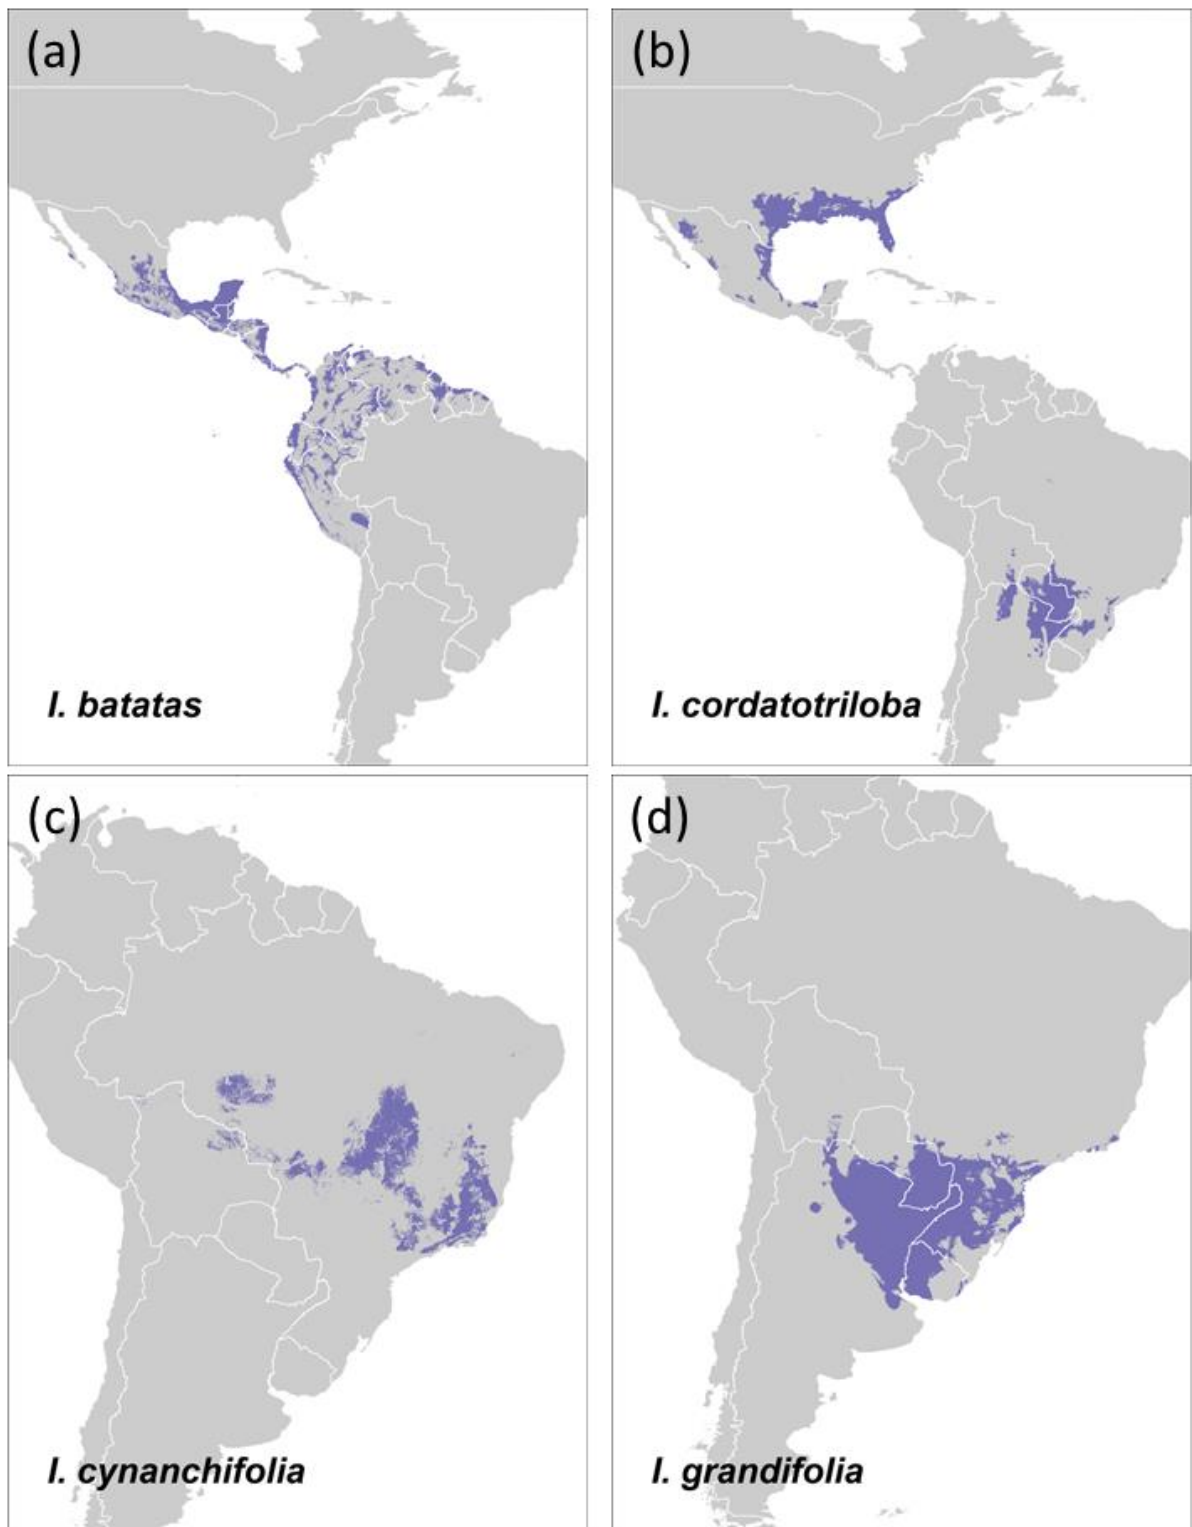 (a)
I. batatas
(b)
I. cordatotriloba
(c)
I. cynanchifolia
(d)
I. grandifolia